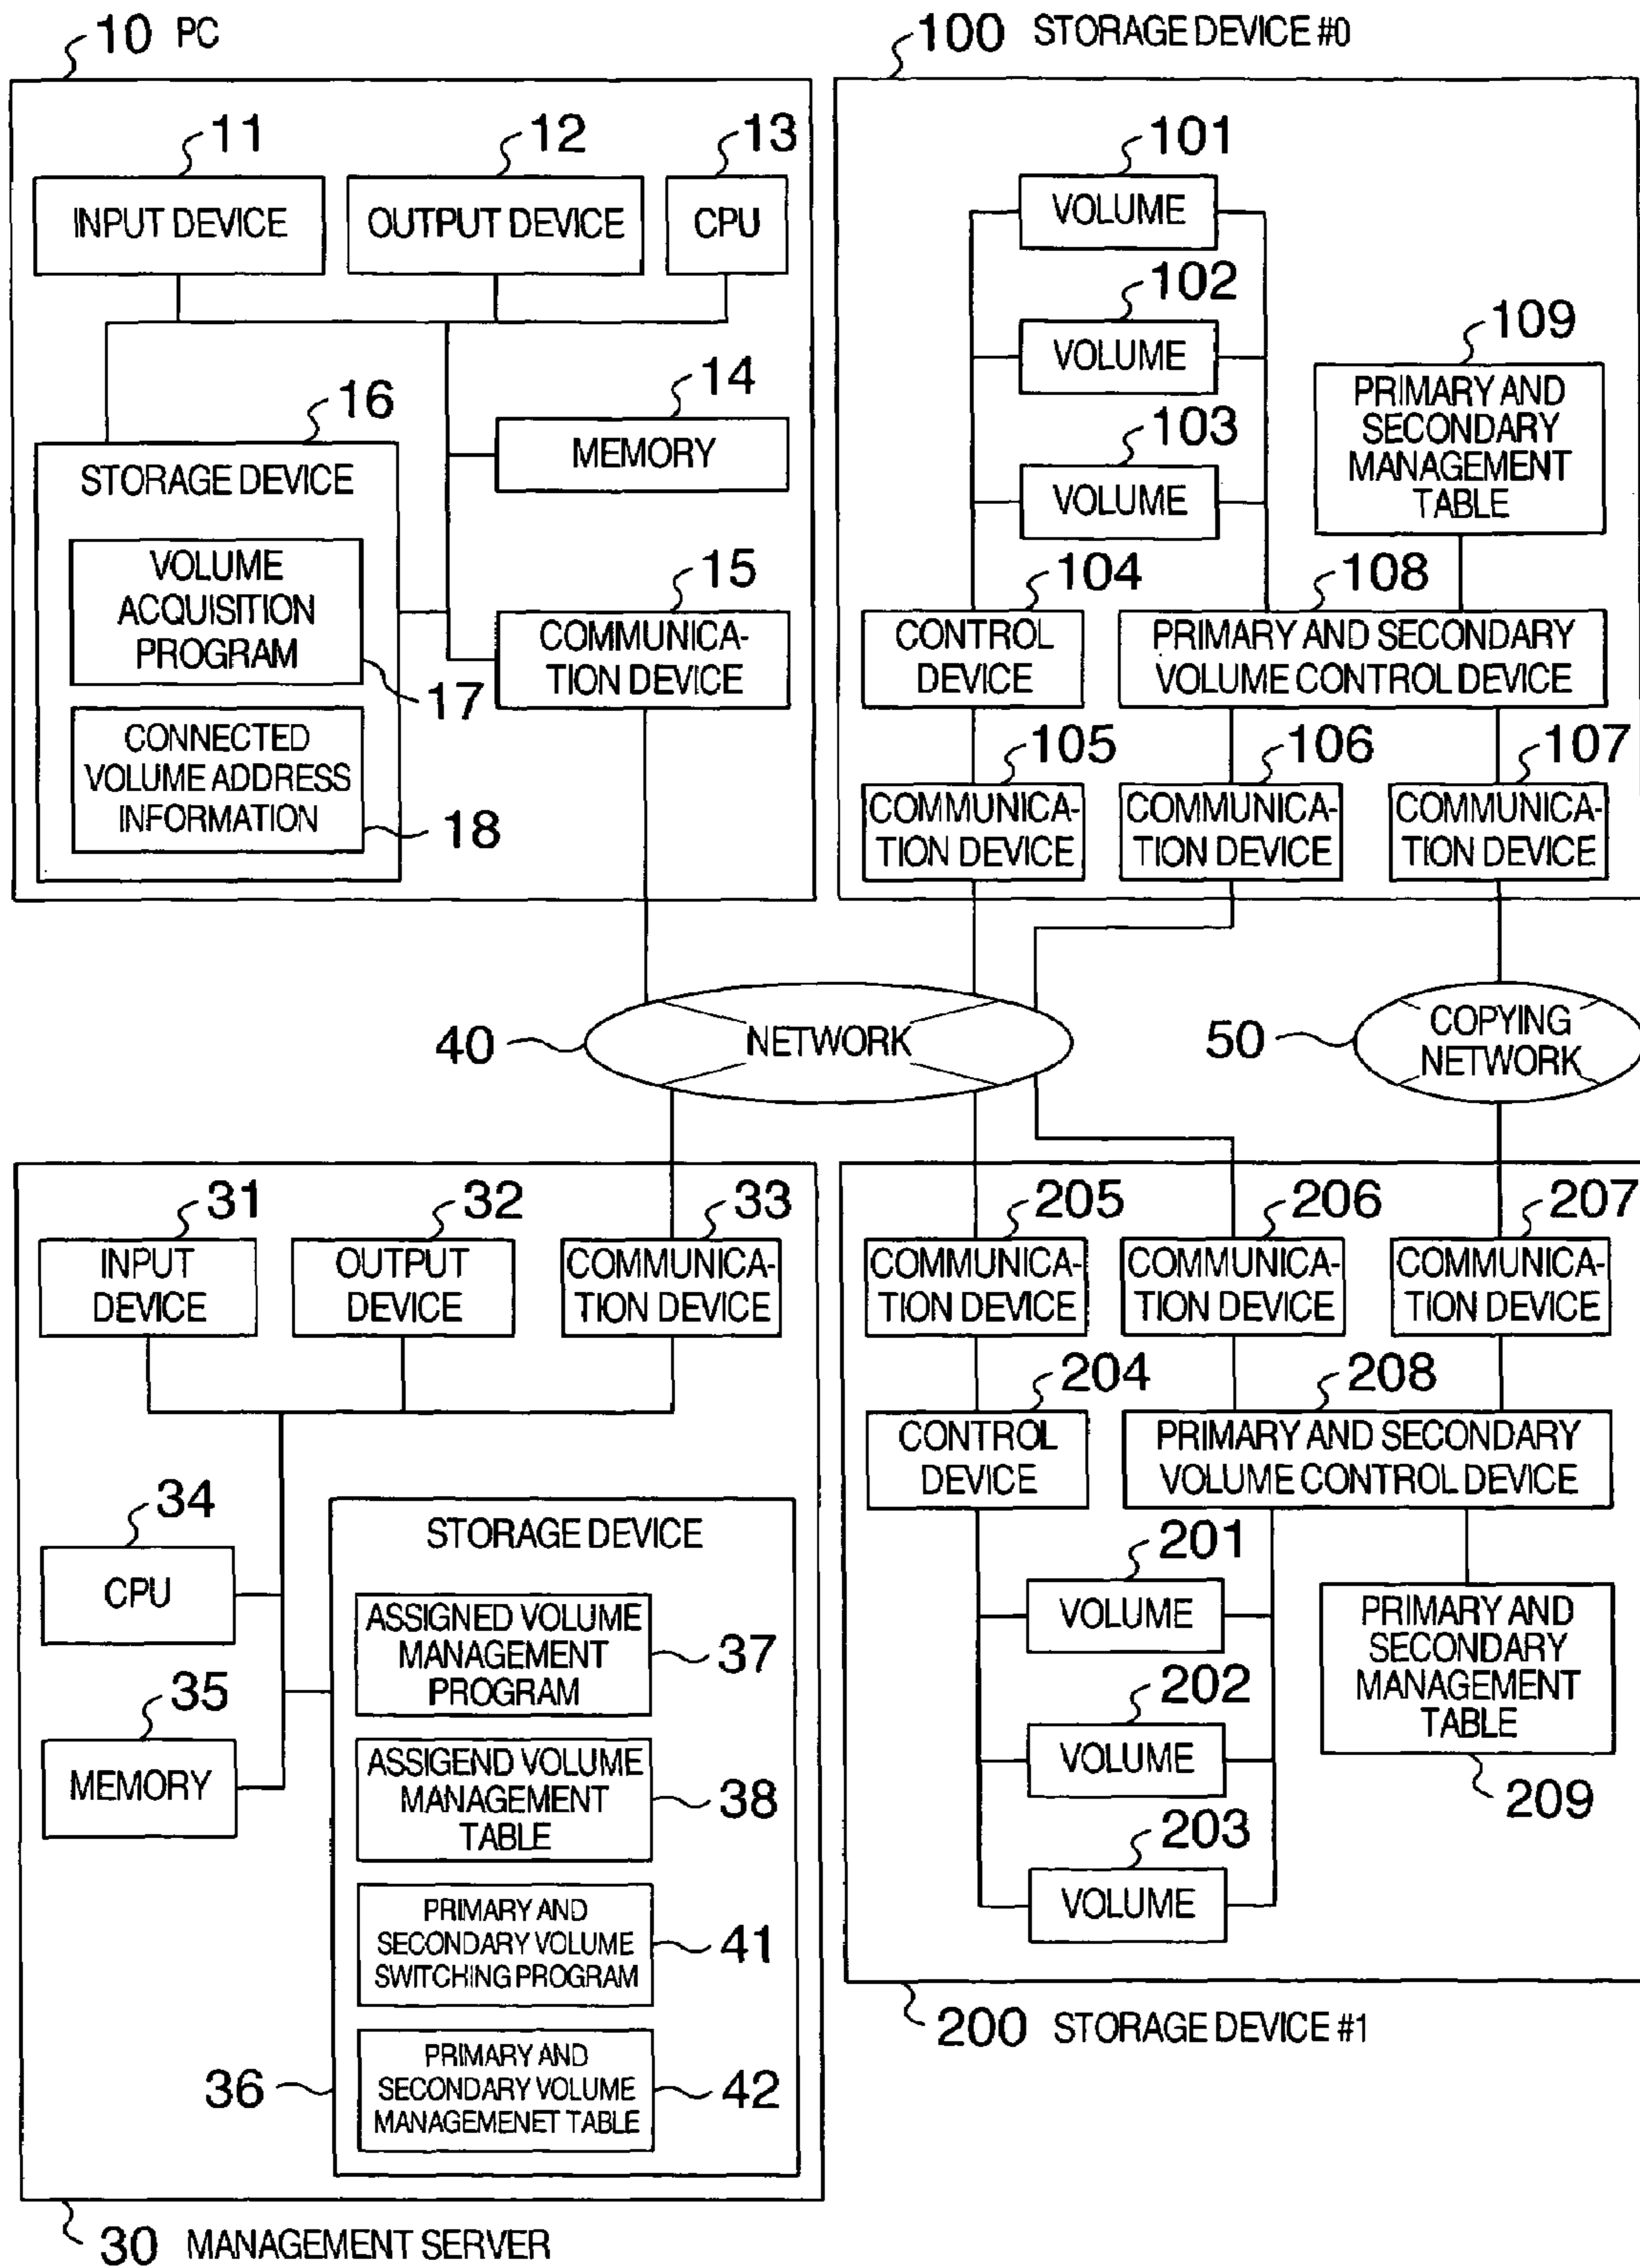 10 PC
11
12
13
INPUT DEVICE
OUTPUT DEVICE
CPU
16
14
STORAGE DEVICE
MEMORY
VOLUME
ACQUISITION
PROGRAM
17
15
COMMUNICA-
TION DEVICE
CONNECTED
VOLUME ADDRESS
INFORMATION
18
100 STORAGE DEVICE #0
101
VOLUME
102
VOLUME
103
VOLUME
109
PRIMARY AND
SECONDARY
MANAGEMENT
TABLE
104
CONTROL
DEVICE
108
PRIMARY AND SECONDARY
VOLUME CONTROL DEVICE
105
COMMUNICA-
TION DEVICE
106
COMMUNICA-
TION DEVICE
107
COMMUNICA-
TION DEVICE
40
NETWORK
50
COPYING
NETWORK
31
INPUT
DEVICE
32
OUTPUT
DEVICE
33
COMMUNICA-
TION DEVICE
34
CPU
35
MEMORY
STORAGE DEVICE
ASSIGNED VOLUME
MANAGEMENT
PROGRAM
37
ASSIGEND VOLUME
MANAGEMENT
TABLE
38
PRIMARY AND
SECONDARY VOLUME
SWITCHING PROGRAM
41
PRIMARY AND
SECONDARY VOLUME
MANAGEMENET TABLE
42
36
30 MANAGEMENT SERVER
205
COMMUNICA-
TION DEVICE
206
COMMUNICA-
TION DEVICE
207
COMMUNICA-
TION DEVICE
204
CONTROL
DEVICE
208
PRIMARY AND SECONDARY
VOLUME CONTROL DEVICE
201
VOLUME
202
VOLUME
203
VOLUME
PRIMARY AND
SECONDARY
MANAGEMENT
TABLE
209
200 STORAGE DEVICE #1